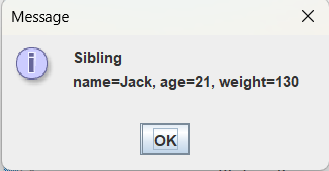 Message
Sibling
name=Jack, age=21, weight=130
OK